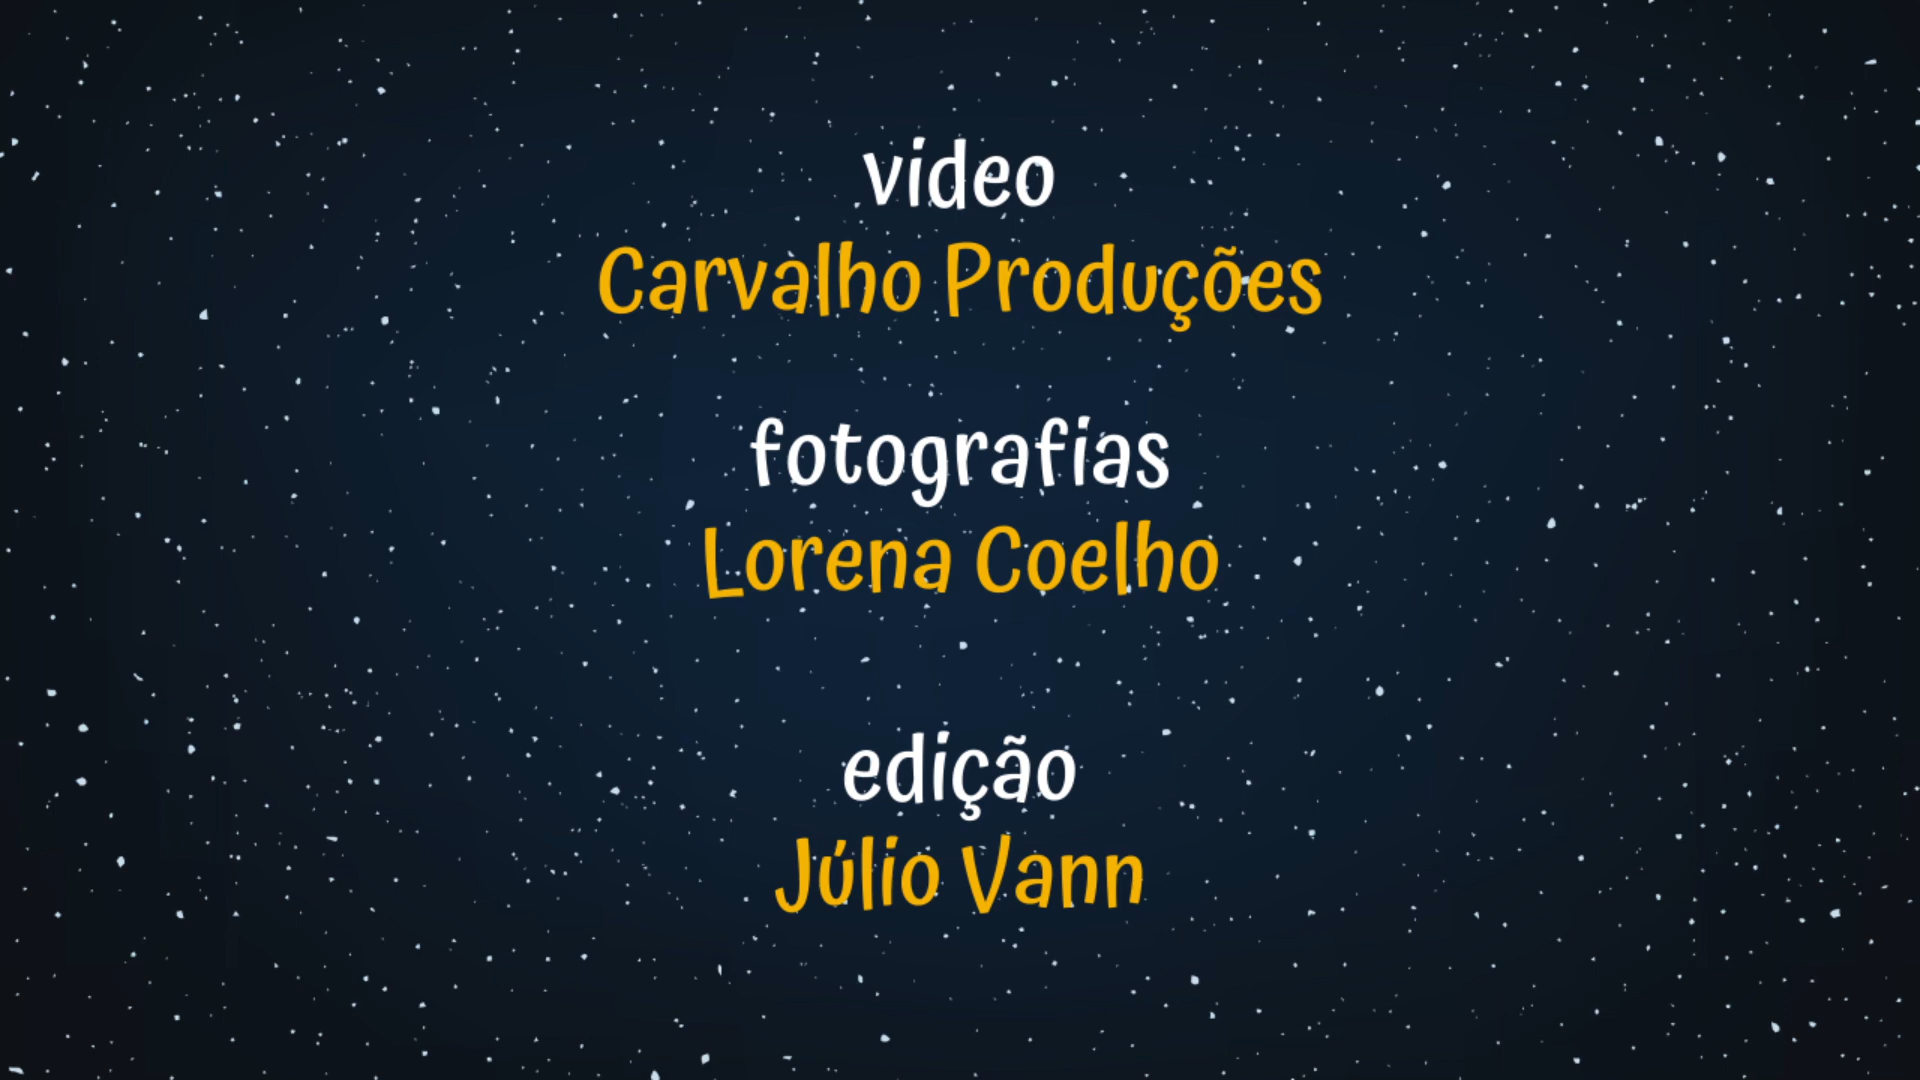 video
Carvalho Produções
fotografias
Lorena Coelho
edição
Júlio Vann